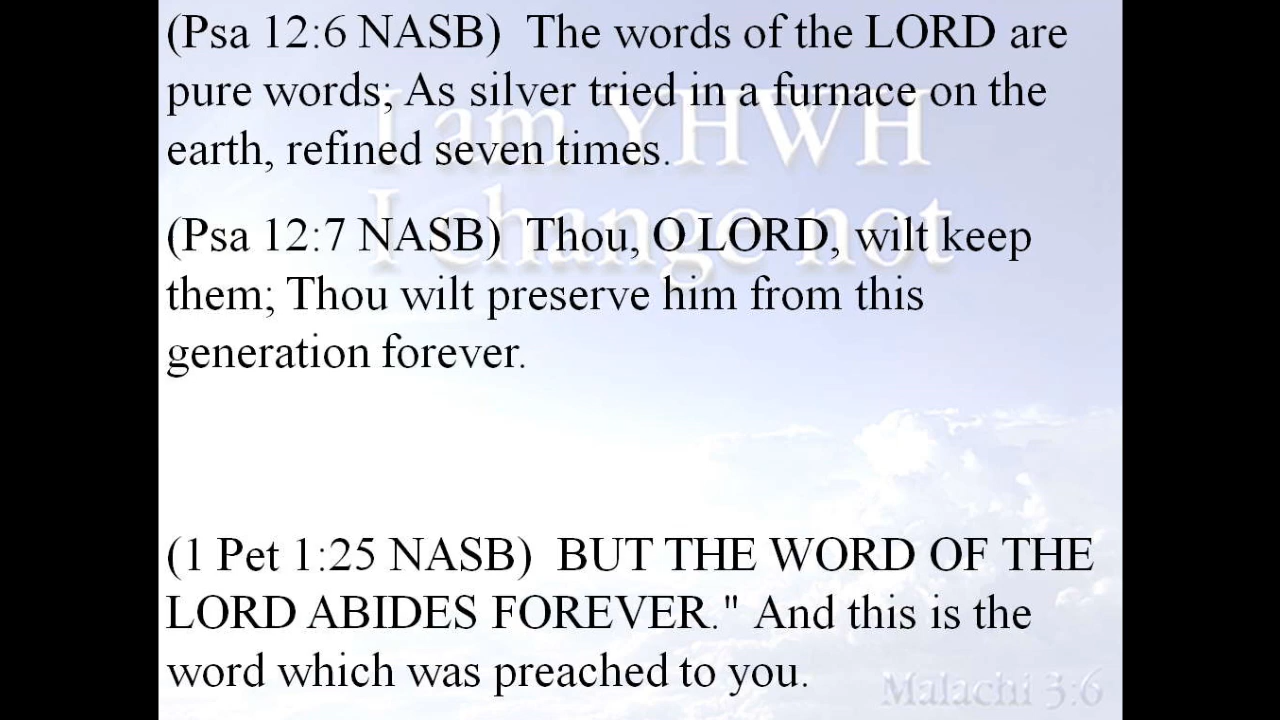 (Psa 12:6 NASB)  The words of the LORD are
pure words; As silver tried in a furnace on the
earth, refined seven times.
(Psa 12:7 NASB)  Thou, O LORD, wilt keep
them; Thou wilt preserve him from this
generation forever.
(1 Pet 1:25 NASB)  BUT THE WORD OF THE
LORD ABIDES FOREVER." And this is the
word which was preached to you.
I am YHWH
I change not
Malachi 3:6